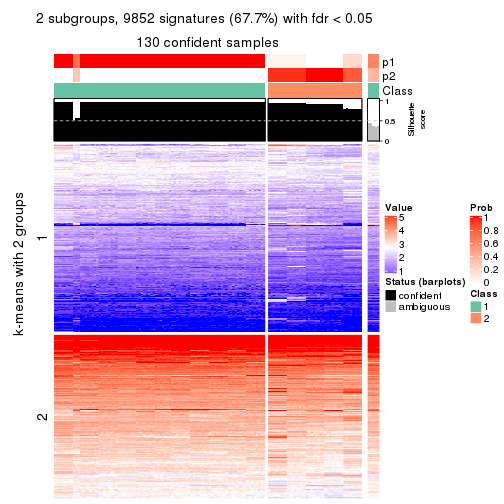 2 subgroups, 9852 signatures (67.7%) with fdr < 0.05
130 confident samples
p1
p2
Class
1
0.5
0
Silhouette
score
k-means with 2 groups
1
2
Value
5
4
3
2
1
Status (barplots)
confident
ambiguous
Prob
1
0.8
0.6
0.4
0.2
0
Class
1
2